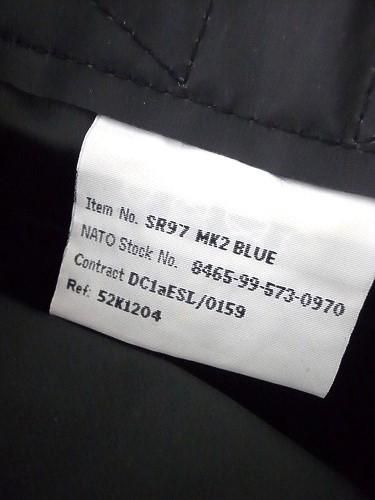 Item No. SR97 MK2 BLUE
NATO Stock No. 8465-99-573-0970
Contract DC1aESL/0159
Ref: 52K1204